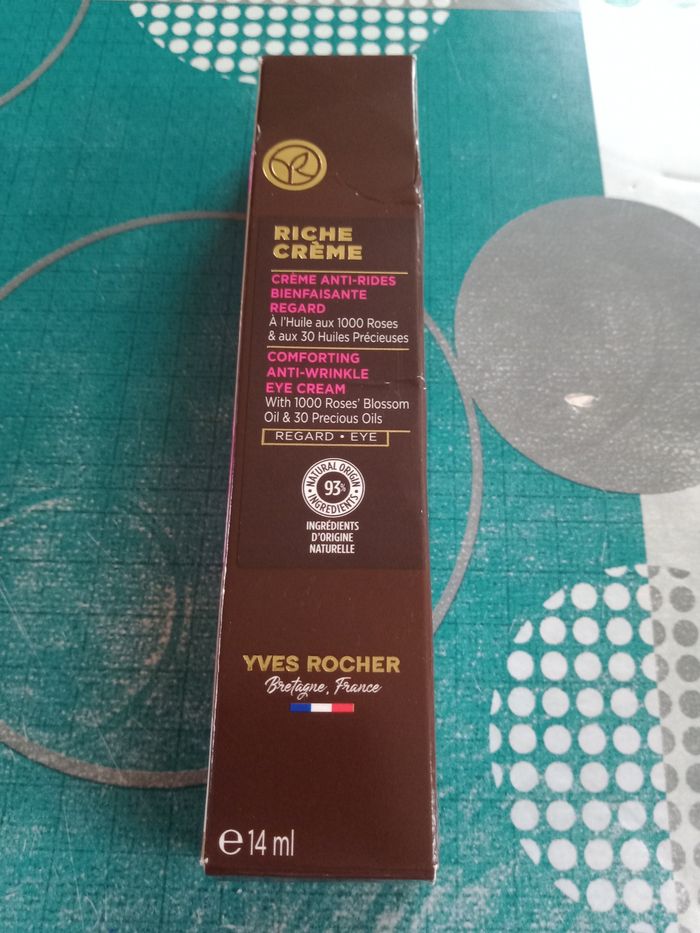 RICHE
CRÈME
CRÈME ANTI-RIDES
BIENFAISANTE
REGARD
À l'Huile aux 1000 Roses
& aux 30 Huiles Précieuses
COMFORTING
ANTI-WRINKLE
EYE CREAM
With 1000 Roses' Blossom
Oil & 30 Precious Oils
REGARD • EYE
NATURAL ORIGIN
93%
INGREDIENTS
INGRÉDIENTS
D'ORIGINE
NATURELLE
YVES ROCHER
Bretagne, France
℮ 14 ml